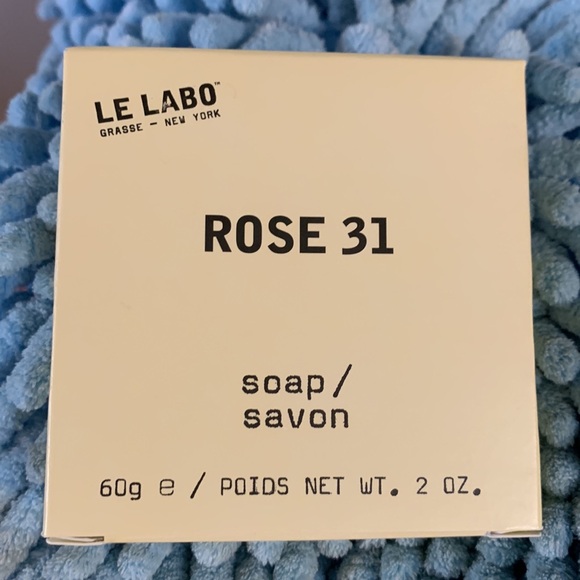 LE LABO™
GRASSE - NEW YORK
ROSE 31
soap/
savon
60g e / POIDS NET WT. 2 OZ.